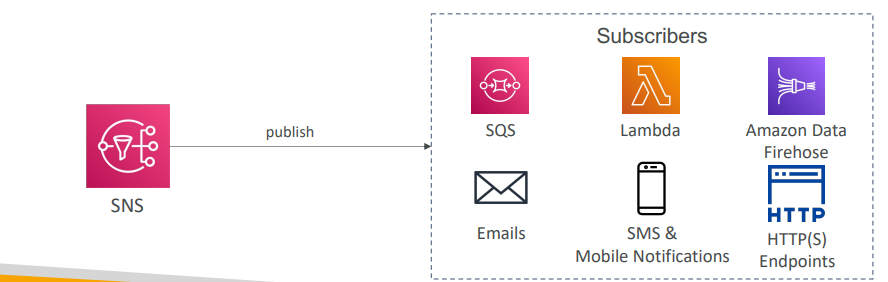 Subscribers
publish
SNS
SQS
Lambda
Amazon Data
Firehose
Emails
SMS &
Mobile Notifications
HTTP
HTTP(S)
Endpoints